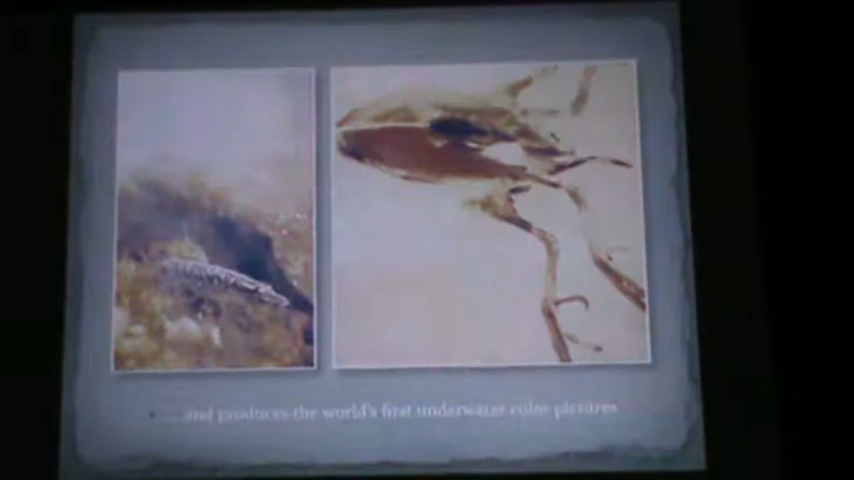 ...and produces the world's first underwater color pictures